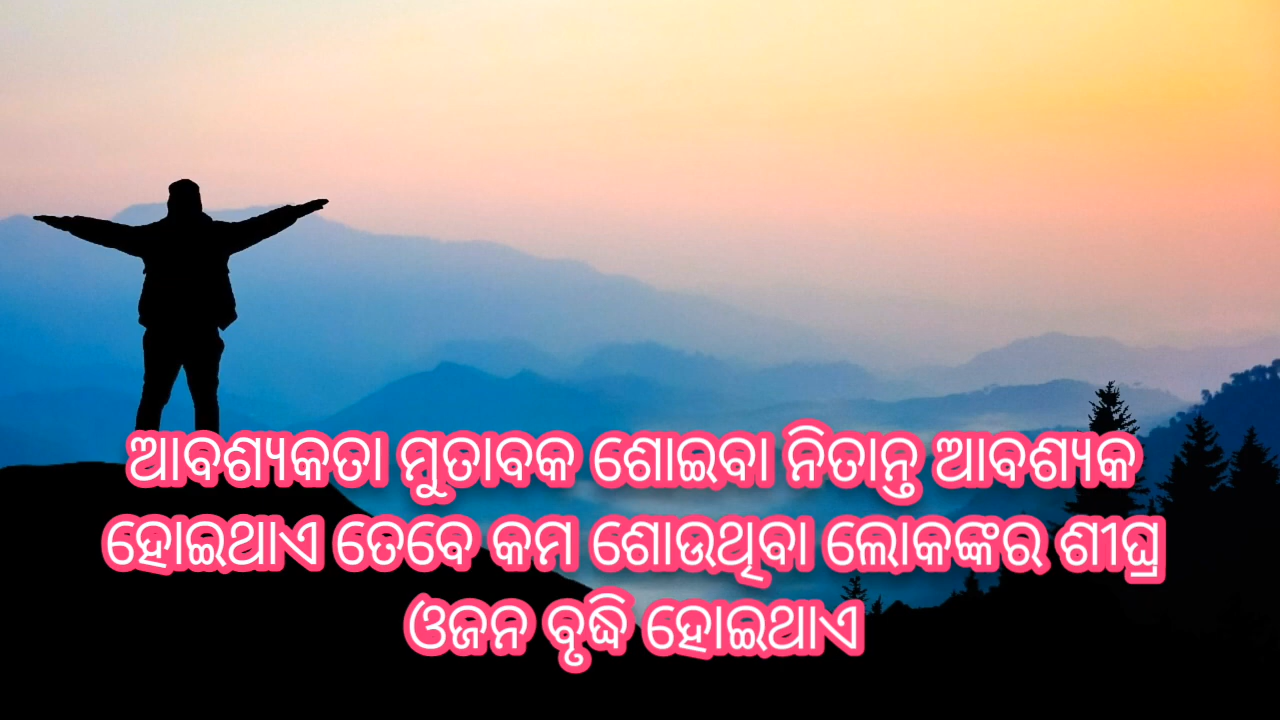 ଆବଶ୍ୟକତା ମୁତାବକ ଶୋଇବା ନିତାନ୍ତ ଆବଶ୍ୟକ
ହୋଇଥାଏ ତେବେ କମ ଶୋଉଥିବା ଲୋକଙ୍କର ଶୀଘ୍ର
ଓଜନ ବୃଦ୍ଧି ହୋଇଥାଏ